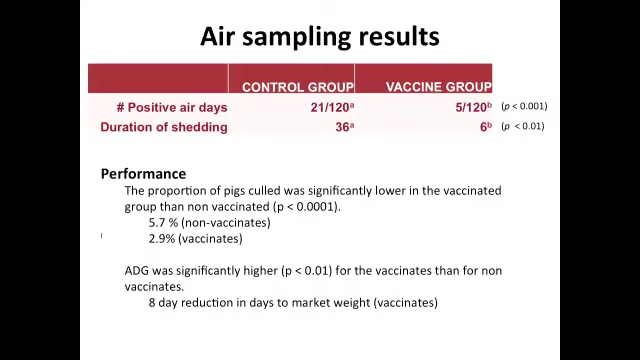 Air sampling results
CONTROL GROUP VACCINE GROUP
# Positive air days 21/120ᵃ 5/120ᵇ (p < 0.001)
Duration of shedding 36ᵃ 6ᵇ (p < 0.01)
Performance
The proportion of pigs culled was significantly lower in the vaccinated
group than non vaccinated (p < 0.0001).
5.7 % (non-vaccinates)
2.9% (vaccinates)
ADG was significantly higher (p < 0.01) for the vaccinates than for non
vaccinates.
8 day reduction in days to market weight (vaccinates)